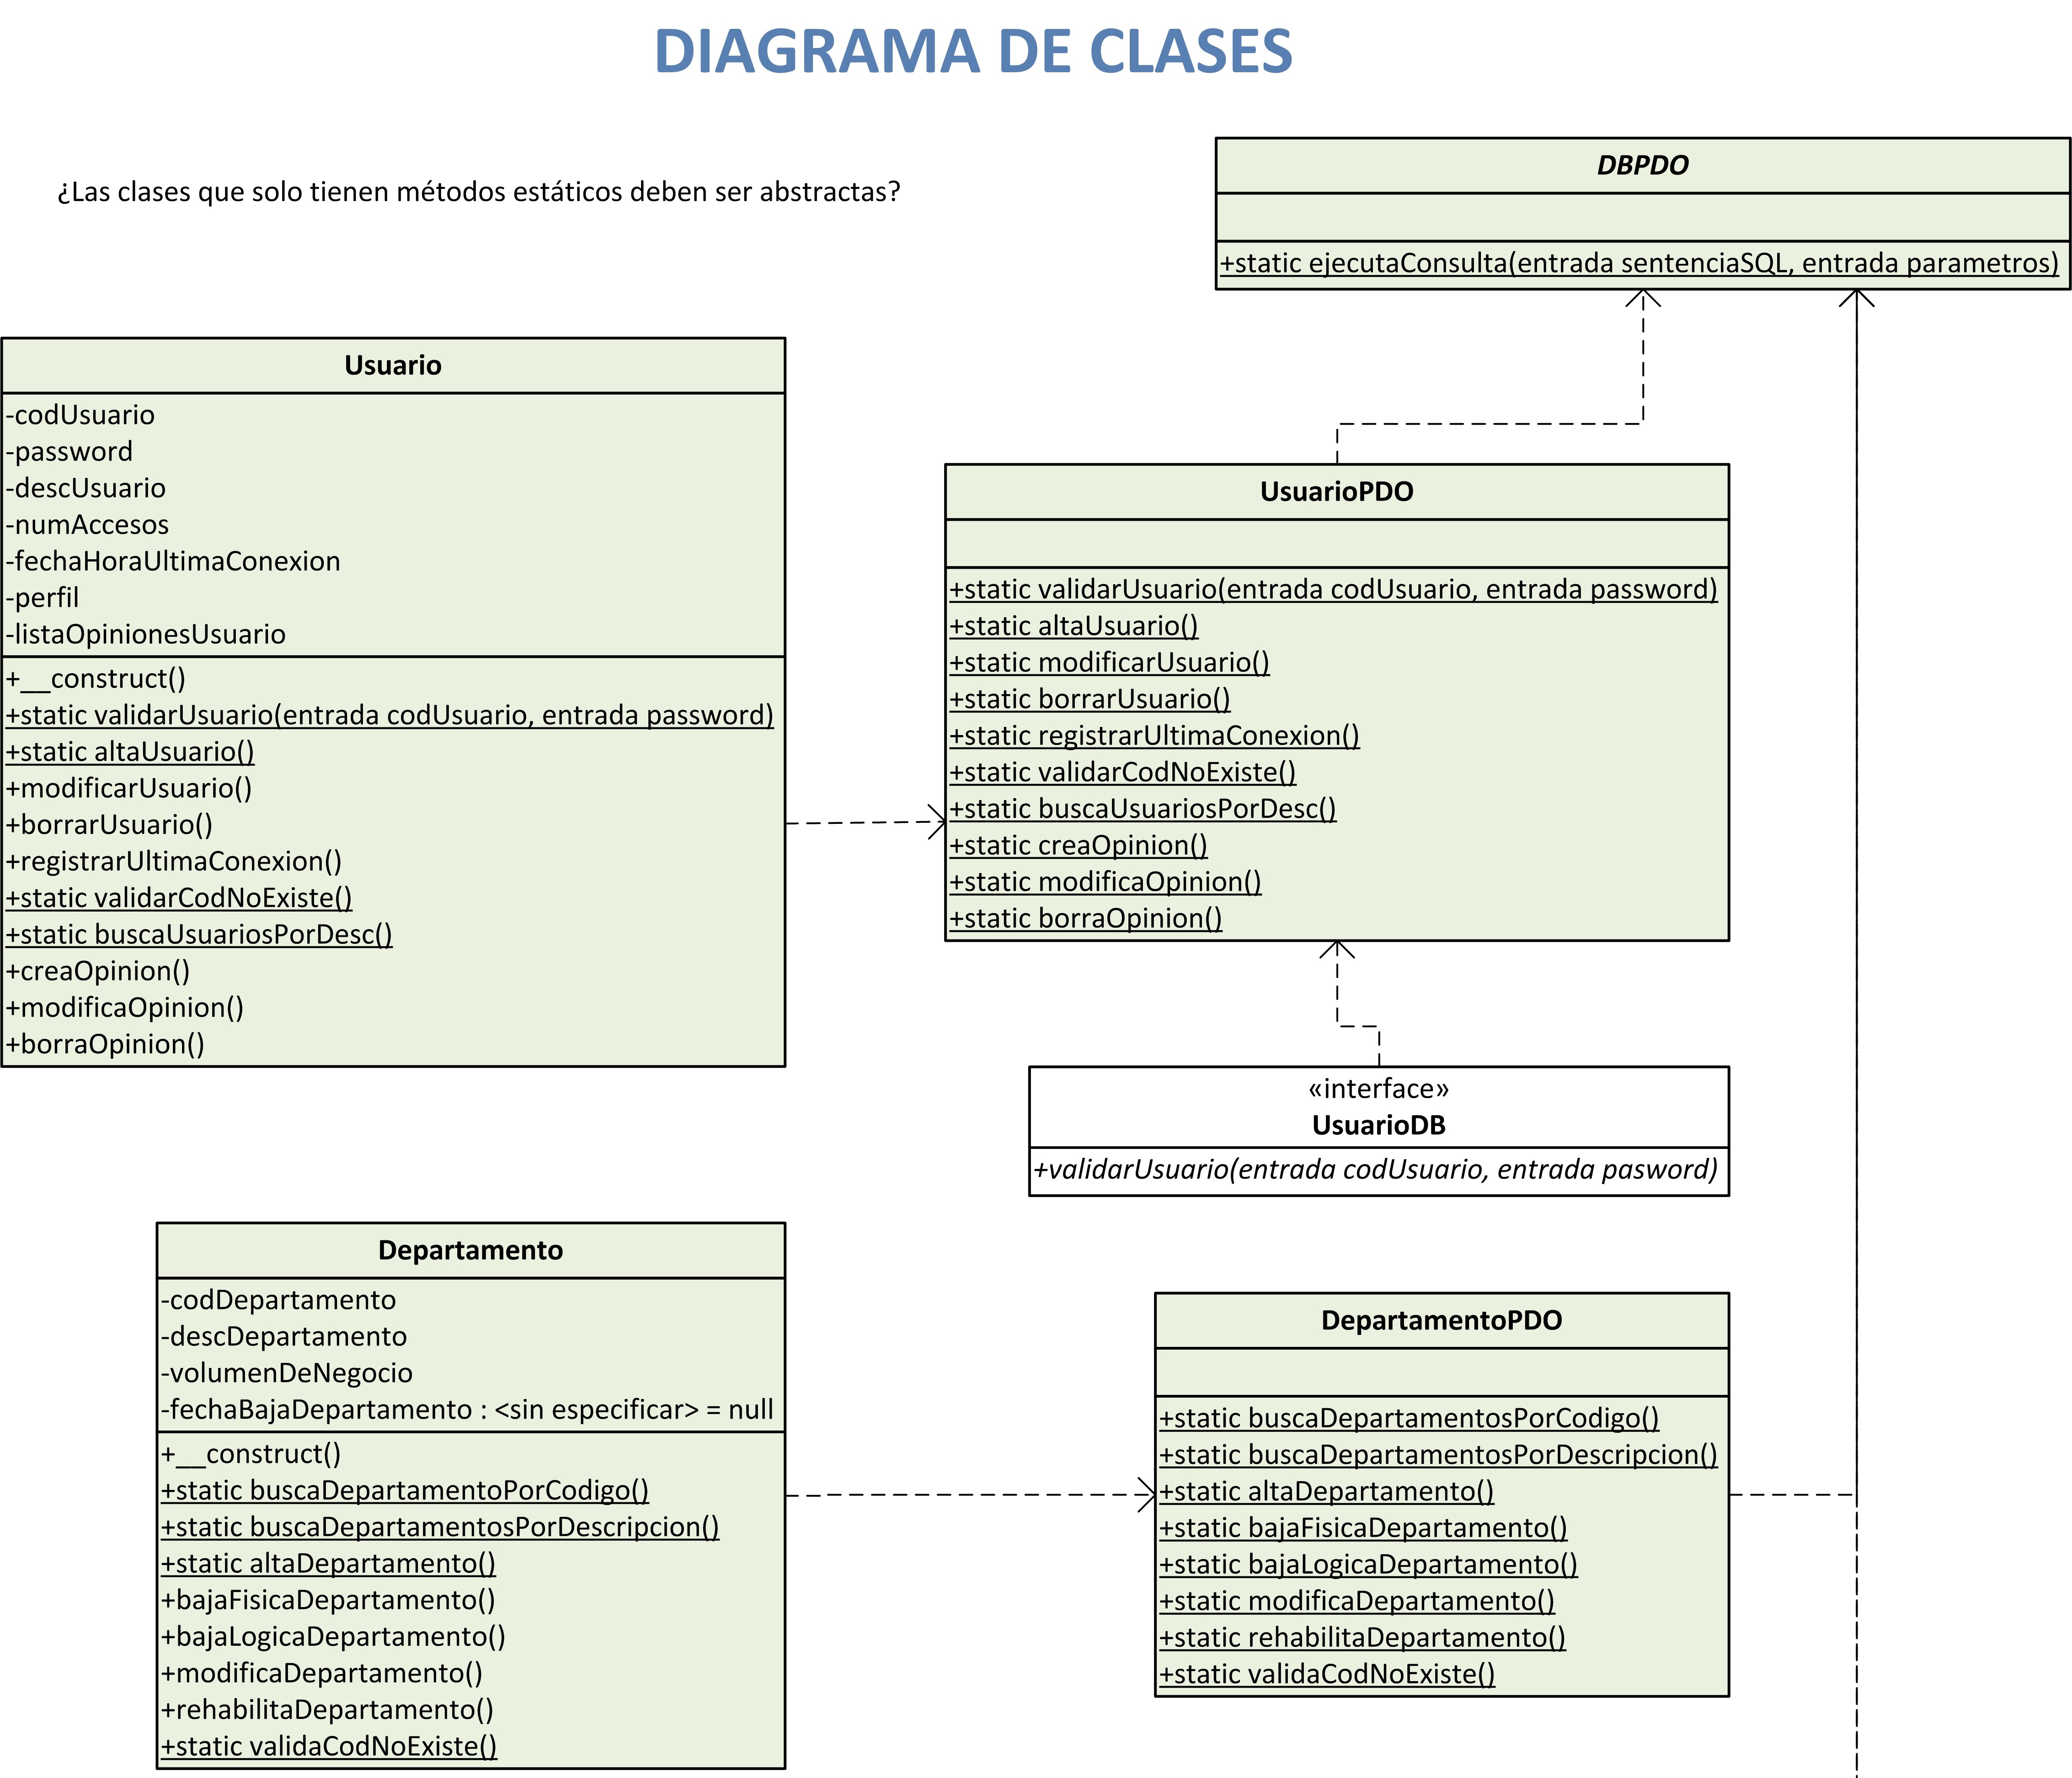 DIAGRAMA DE CLASES
¿Las clases que solo tienen métodos estáticos deben ser abstractas?
DBPDO
+static ejecutaConsulta(entrada sentenciaSQL, entrada parametros)
Usuario
-codUsuario
-password
-descUsuario
-numAccesos
-fechaHoraUltimaConexion
-perfil
-listaOpinionesUsuario
+__construct()
+static validarUsuario(entrada codUsuario, entrada password)
+static altaUsuario()
+modificarUsuario()
+borrarUsuario()
+registrarUltimaConexion()
+static validarCodNoExiste()
+static buscaUsuariosPorDesc()
+creaOpinion()
+modificaOpinion()
+borraOpinion()
UsuarioPDO
+static validarUsuario(entrada codUsuario, entrada password)
+static altaUsuario()
+static modificarUsuario()
+static borrarUsuario()
+static registrarUltimaConexion()
+static validarCodNoExiste()
+static buscaUsuariosPorDesc()
+static creaOpinion()
+static modificaOpinion()
+static borraOpinion()
«interface»
UsuarioDB
+validarUsuario(entrada codUsuario, entrada pasword)
Departamento
-codDepartamento
-descDepartamento
-volumenDeNegocio
-fechaBajaDepartamento : <sin especificar> = null
+__construct()
+static buscaDepartamentoPorCodigo()
+static buscaDepartamentosPorDescripcion()
+static altaDepartamento()
+bajaFisicaDepartamento()
+bajaLogicaDepartamento()
+modificaDepartamento()
+rehabilitaDepartamento()
+static validaCodNoExiste()
DepartamentoPDO
+static buscaDepartamentosPorCodigo()
+static buscaDepartamentosPorDescripcion()
+static altaDepartamento()
+static bajaFisicaDepartamento()
+static bajaLogicaDepartamento()
+static modificaDepartamento()
+static rehabilitaDepartamento()
+static validaCodNoExiste()